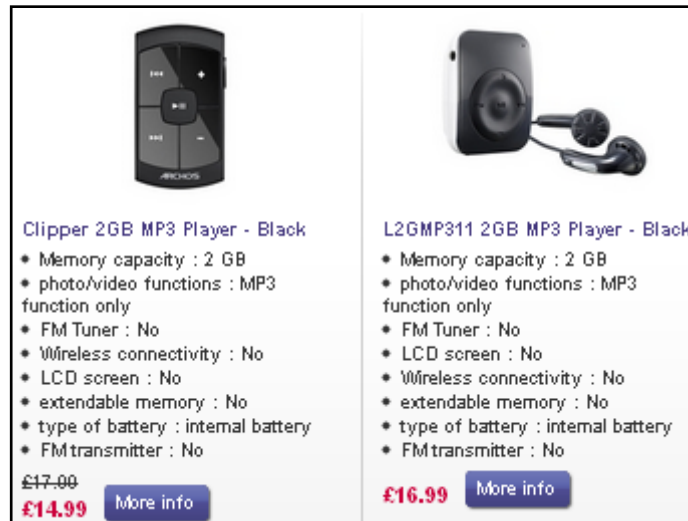 ARCHOS
Clipper 2GB MP3 Player - Black
• Memory capacity : 2 GB
• photo/video functions : MP3
function only
• FM Tuner : No
• Wireless connectivity : No
• LCD screen : No
• extendable memory : No
• type of battery : internal battery
• FM transmitter : No
£17.00
£14.99
More info
L2GMP311 2GB MP3 Player - Black
• Memory capacity : 2 GB
• photo/video functions : MP3
function only
• FM Tuner : No
• LCD screen : No
• Wireless connectivity : No
• extendable memory : No
• type of battery : internal battery
• FM transmitter : No
£16.99
More info